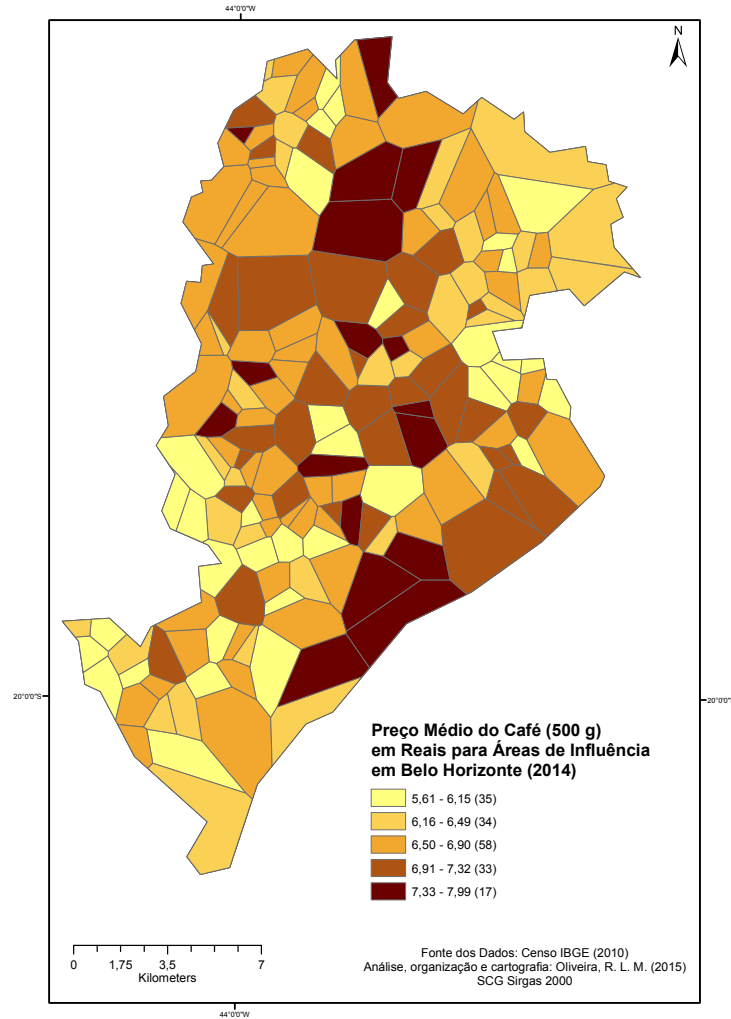 44°0'0"W
N
20°0'0"S
20°0'0"S
Preço Médio do Café (500 g)
em Reais para Áreas de Influência
em Belo Horizonte (2014)
5,61 - 6,15 (35)
6,16 - 6,49 (34)
6,50 - 6,90 (58)
6,91 - 7,32 (33)
7,33 - 7,99 (17)
0 1,75 3,5 7
Kilometers
Fonte dos Dados: Censo IBGE (2010)
Análise, organização e cartografia: Oliveira, R. L. M. (2015)
SCG Sirgas 2000
44°0'0"W